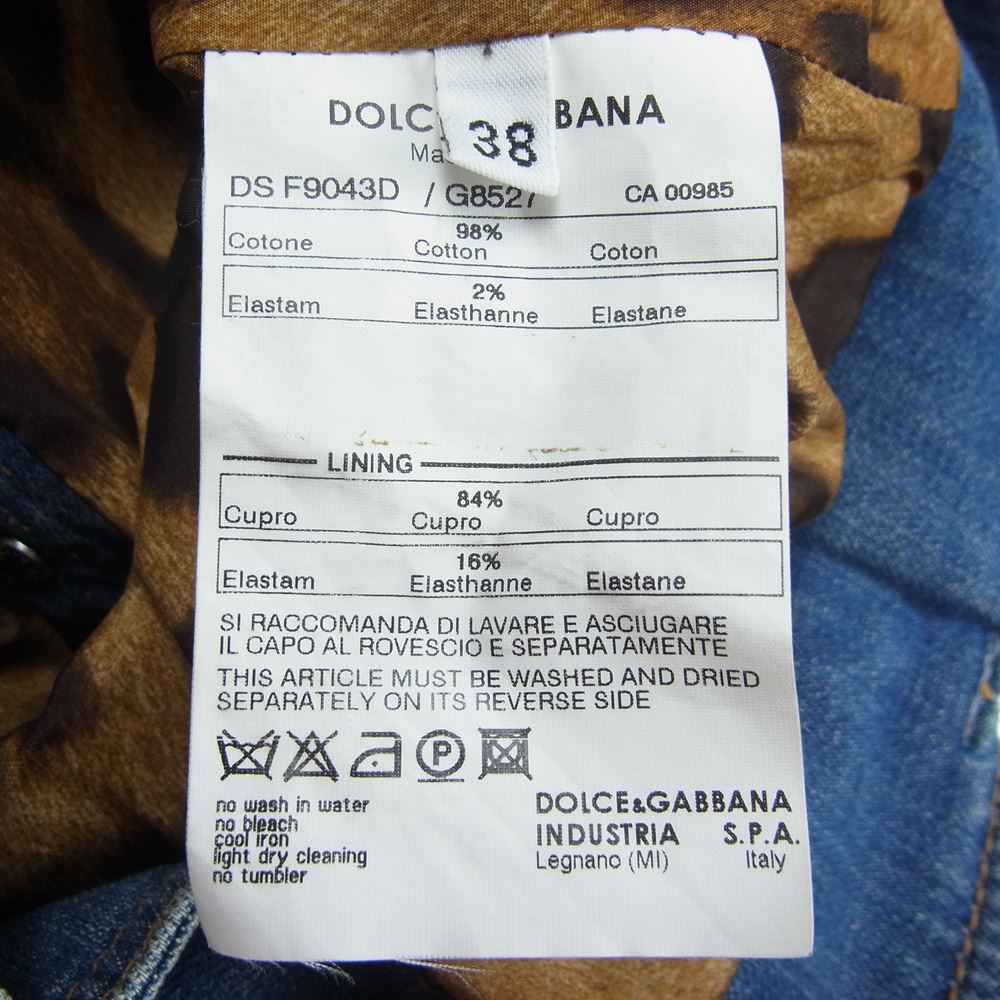 DOLC BBANA
38
DS F9043D / G8527 CA 00985
98%
Cotone Cotton Coton
2%
Elastam Elasthanne Elastane
LINING
84%
Cupro Cupro Cupro
16%
Elastam Elasthanne Elastane
SI RACCOMANDA DI LAVARE E ASCIUGARE
IL CAPO AL ROVESCIO E SEPARATAMENTE
THIS ARTICLE MUST BE WASHED AND DRIED
SEPARATELY ON ITS REVERSE SIDE
P
no wash in water
no bleach
cool iron
light dry cleaning
no tumbler
DOLCE&GABBANA
INDUSTRIA S.P.A.
Legnano (MI) Italy